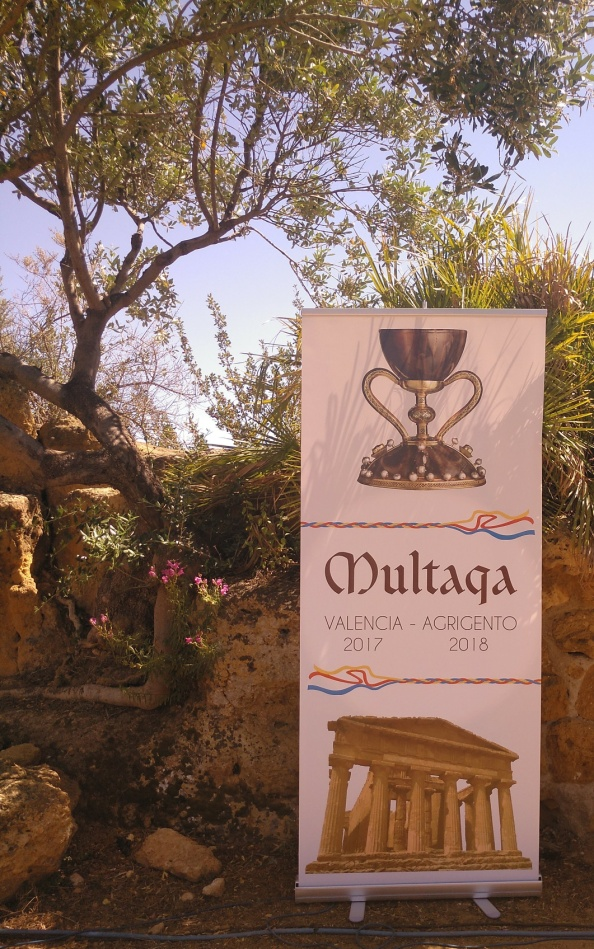 Multaqa
VALENCIA - AGRIGENTO
2017 2018